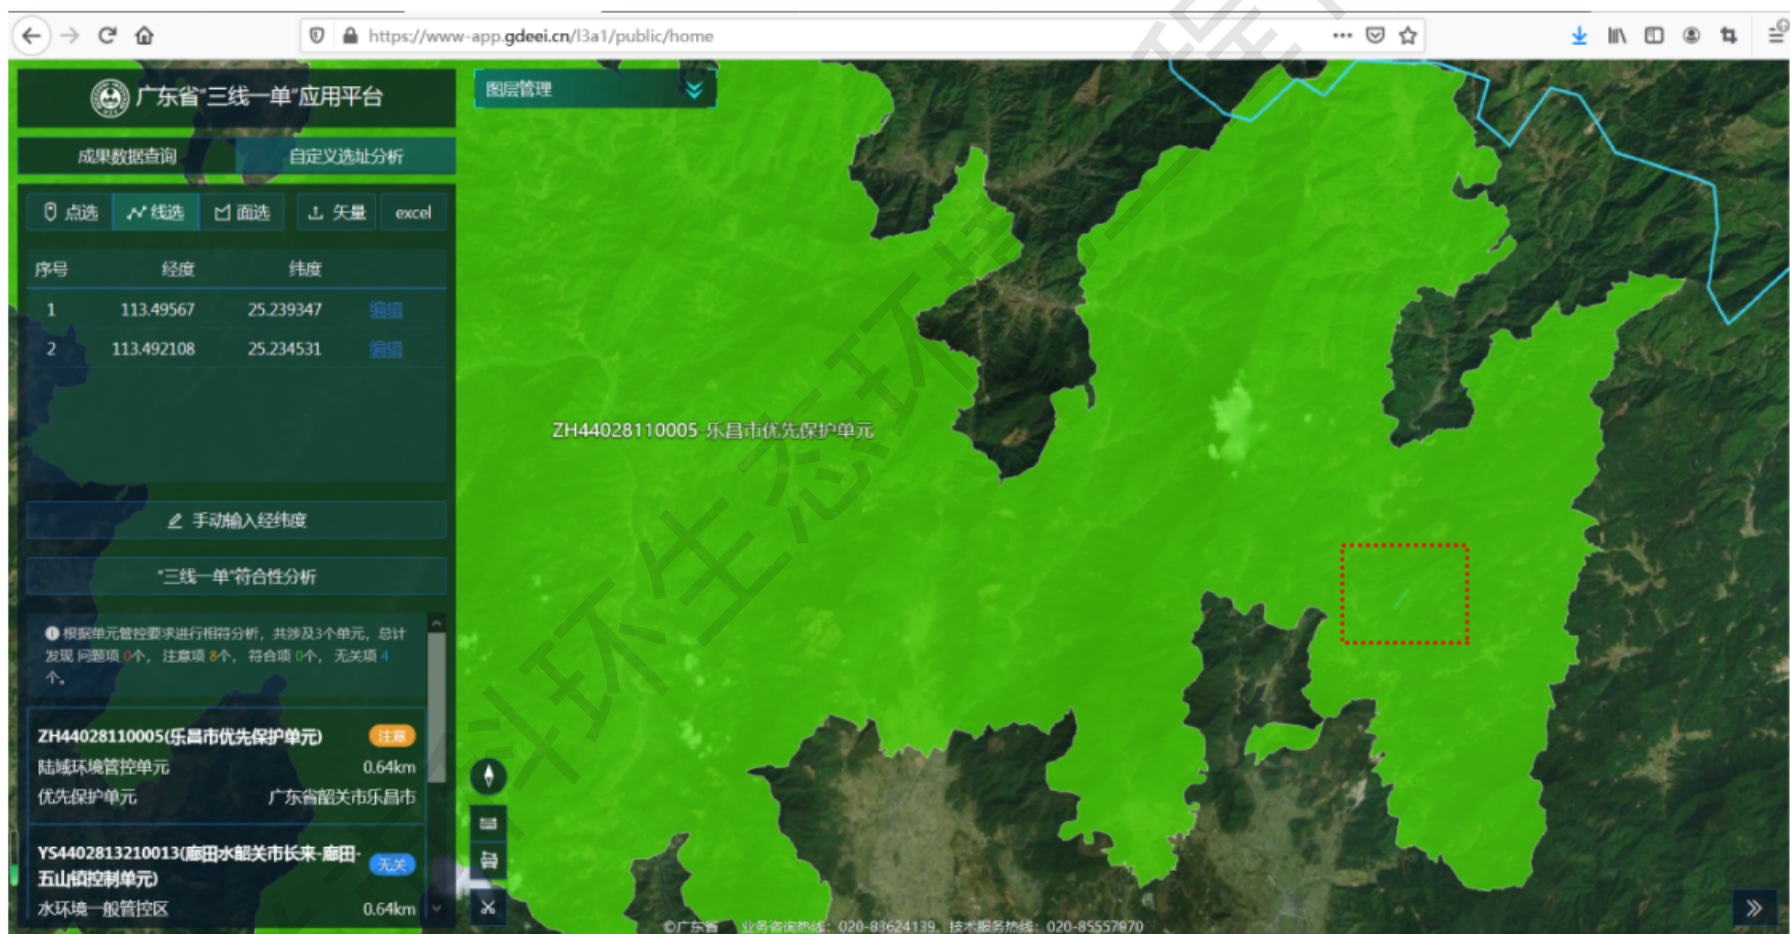 https://www-app.gdeei.cn/l3a1/public/home
广东省"三线一单"应用平台
图层管理
成果数据查询 自定义选址分析
点选 线选 面选 矢量 excel
序号 经度 纬度
1 113.49567 25.239347 编辑
2 113.492108 25.234531 编辑
ZH44028110005-乐昌市优先保护单元
手动输入经纬度
"三线一单"符合性分析
根据单元管控要求进行相符分析，共涉及3个单元，总计
发现 问题项 0个， 注意项 8个， 符合项 0个， 无关项 4
个。
ZH44028110005(乐昌市优先保护单元) 注意
陆域环境管控单元 0.64km
优先保护单元 广东省韶关市乐昌市
YS4402813210013(廊田水韶关市长来-廊田-
五山镇控制单元) 无关
水环境一般管控区 0.64km
©广东省 业务咨询热线：020-83624139，技术服务热线：020-85557970
科环生态环境工程